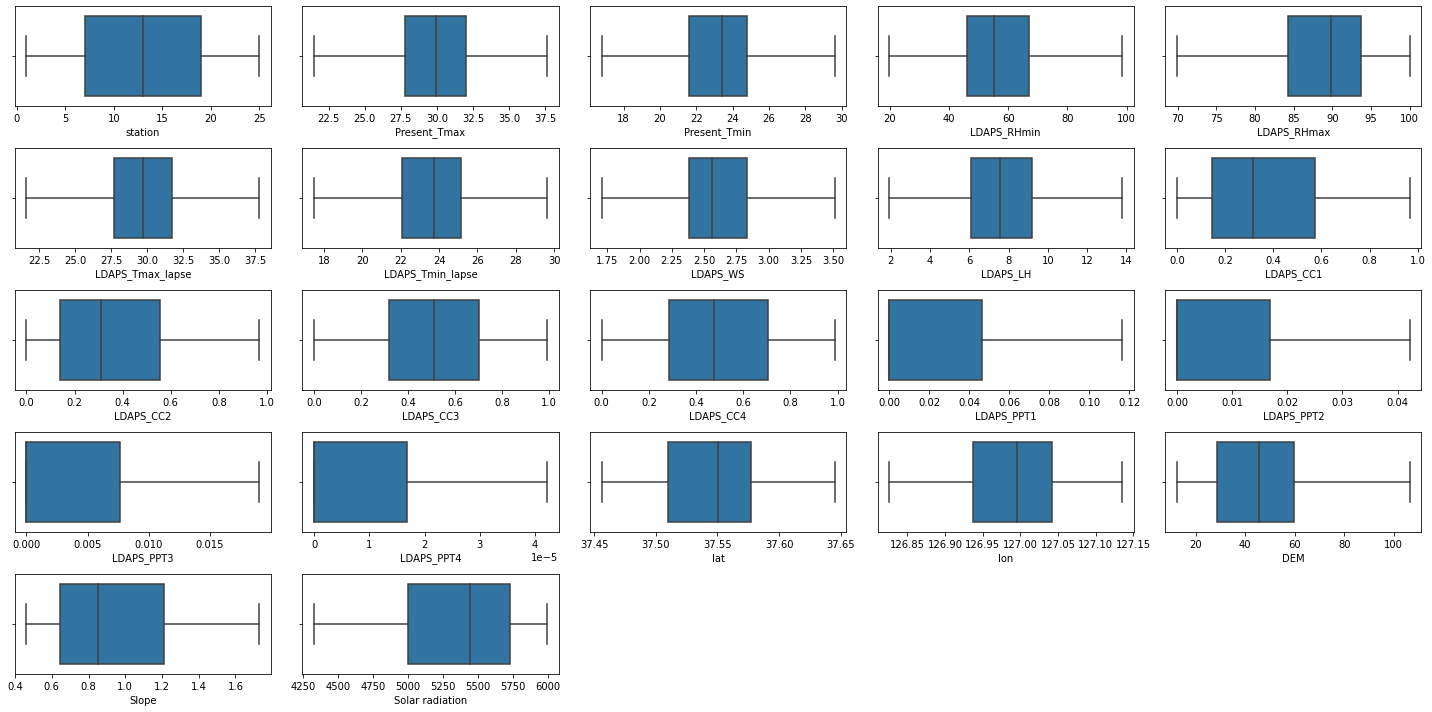 0 5 10 15 20 25
station
22.5 25.0 27.5 30.0 32.5 35.0 37.5
Present_Tmax
18 20 22 24 26 28 30
Present_Tmin
20 40 60 80 100
LDAPS_RHmin
70 75 80 85 90 95 100
LDAPS_RHmax
22.5 25.0 27.5 30.0 32.5 35.0 37.5
LDAPS_Tmax_lapse
18 20 22 24 26 28 30
LDAPS_Tmin_lapse
1.75 2.00 2.25 2.50 2.75 3.00 3.25 3.50
LDAPS_WS
2 4 6 8 10 12 14
LDAPS_LH
0.0 0.2 0.4 0.6 0.8 1.0
LDAPS_CC1
0.0 0.2 0.4 0.6 0.8 1.0
LDAPS_CC2
0.0 0.2 0.4 0.6 0.8 1.0
LDAPS_CC3
0.0 0.2 0.4 0.6 0.8 1.0
LDAPS_CC4
0.00 0.02 0.04 0.06 0.08 0.10 0.12
LDAPS_PPT1
0.00 0.01 0.02 0.03 0.04
LDAPS_PPT2
0.000 0.005 0.010 0.015
LDAPS_PPT3
0 1 2 3 4
1e−5
LDAPS_PPT4
37.45 37.50 37.55 37.60 37.65
lat
126.85 126.90 126.95 127.00 127.05 127.10 127.15
lon
20 40 60 80 100
DEM
0.4 0.6 0.8 1.0 1.2 1.4 1.6
Slope
4250 4500 4750 5000 5250 5500 5750 6000
Solar radiation